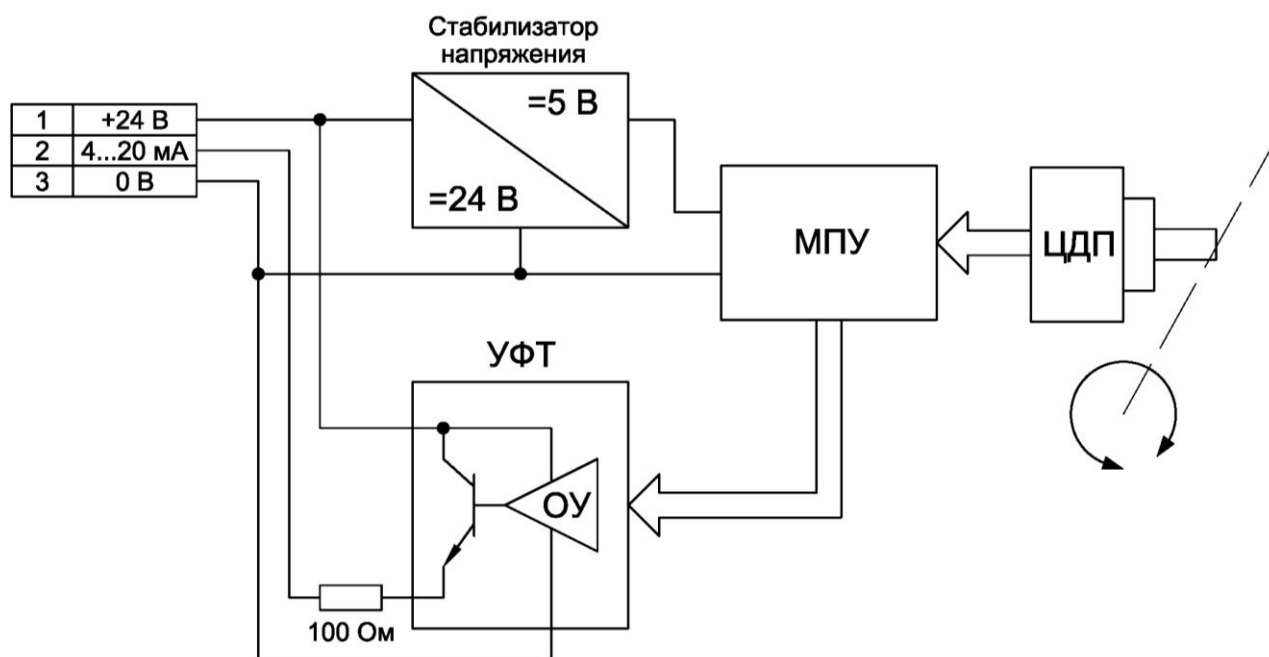 Стабилизатор
напряжения
=5 В
=24 В
1 +24 В
2 4...20 мА
3 0 В
МПУ
ЦДП
УФТ
ОУ
100 Ом